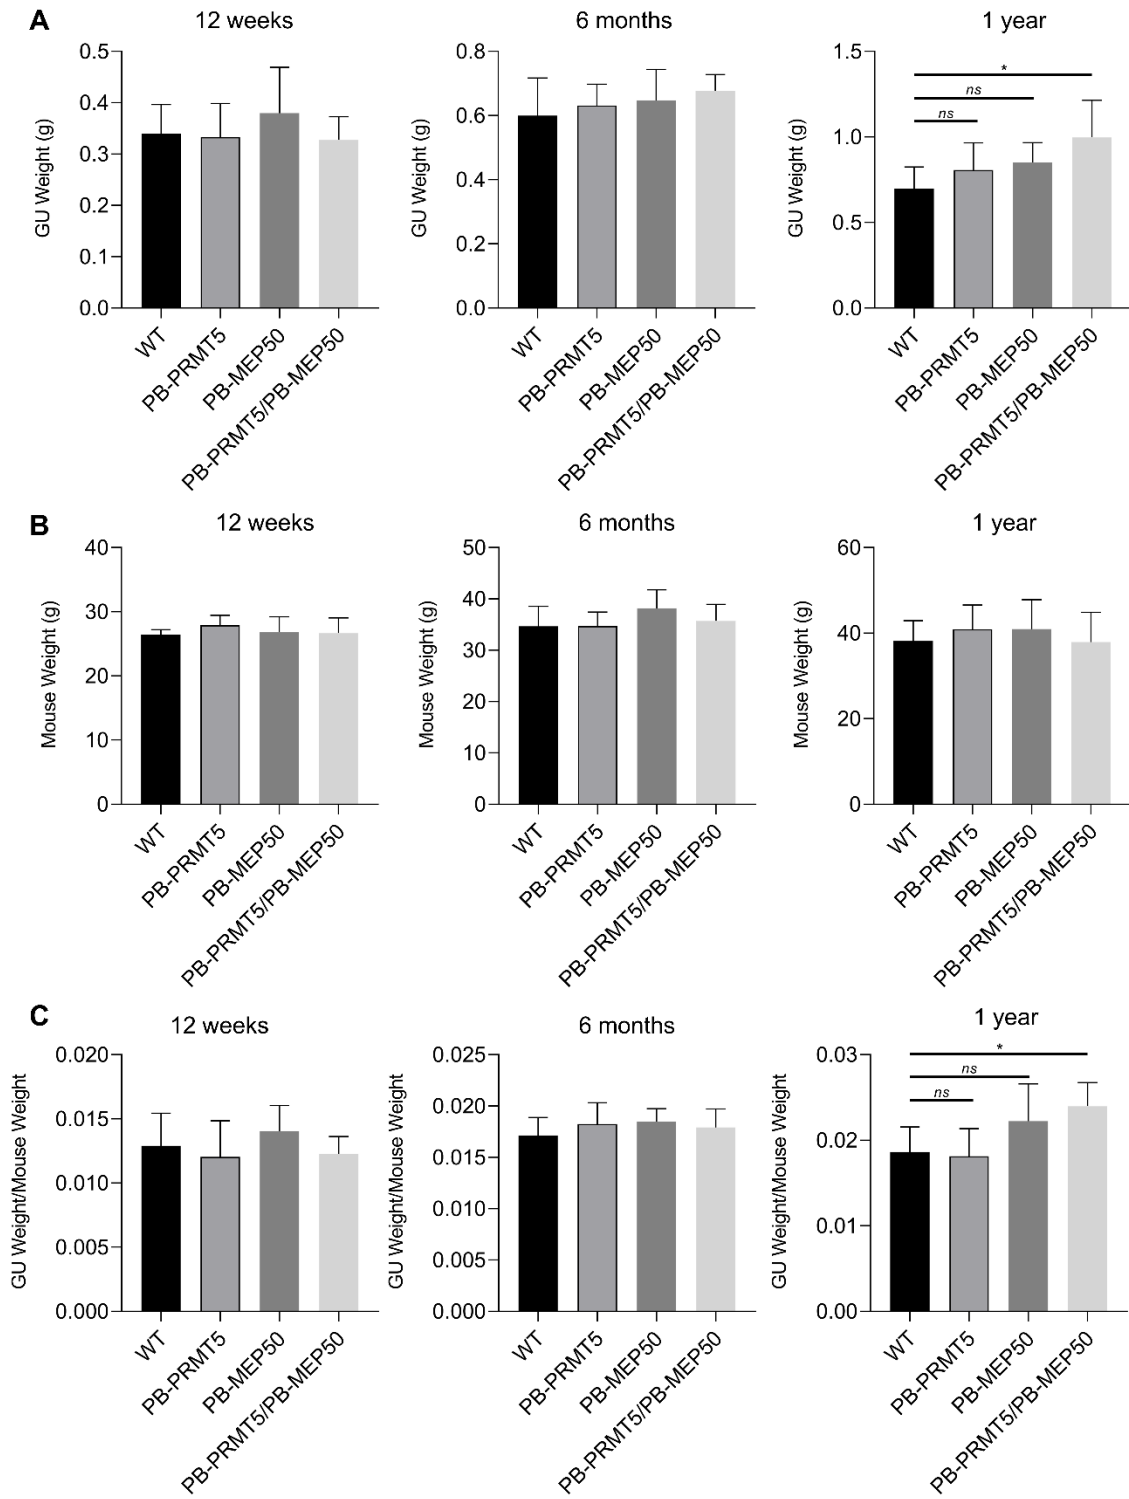 A
12 weeks
6 months
1 year
GU Weight (g)
0.5
0.4
0.3
0.2
0.1
0.0
WT
PB-PRMT5
PB-MEP50
PB-PRMT5/PB-MEP50
GU Weight (g)
0.8
0.6
0.4
0.2
0.0
WT
PB-PRMT5
PB-MEP50
PB-PRMT5/PB-MEP50
GU Weight (g)
1.5
1.0
0.5
0.0
*
ns
ns
WT
PB-PRMT5
PB-MEP50
PB-PRMT5/PB-MEP50
B
12 weeks
6 months
1 year
Mouse Weight (g)
40
30
20
10
0
WT
PB-PRMT5
PB-MEP50
PB-PRMT5/PB-MEP50
Mouse Weight (g)
50
40
30
20
10
0
WT
PB-PRMT5
PB-MEP50
PB-PRMT5/PB-MEP50
Mouse Weight (g)
60
40
20
0
WT
PB-PRMT5
PB-MEP50
PB-PRMT5/PB-MEP50
C
12 weeks
6 months
1 year
GU Weight/Mouse Weight
0.020
0.015
0.010
0.005
0.000
WT
PB-PRMT5
PB-MEP50
PB-PRMT5/PB-MEP50
GU Weight/Mouse Weight
0.025
0.020
0.015
0.010
0.005
0.000
WT
PB-PRMT5
PB-MEP50
PB-PRMT5/PB-MEP50
GU Weight/Mouse Weight
0.03
0.02
0.01
0.00
*
ns
ns
WT
PB-PRMT5
PB-MEP50
PB-PRMT5/PB-MEP50